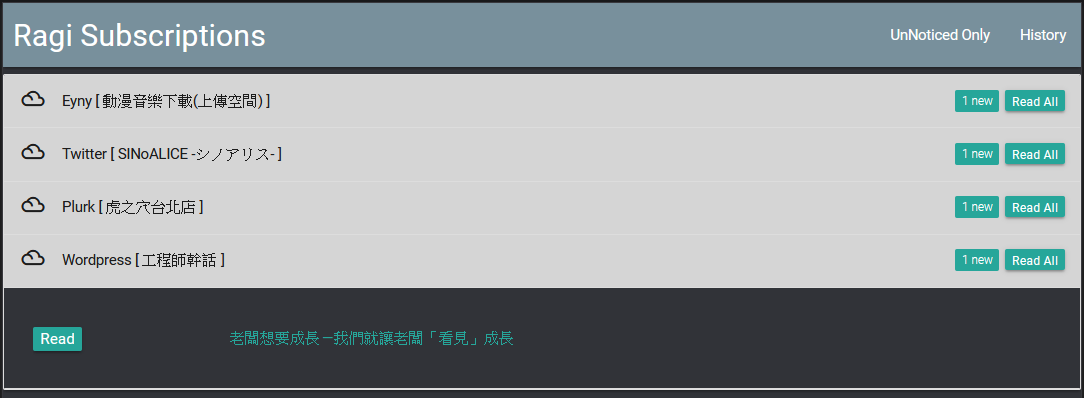 Ragi Subscriptions
UnNoticed Only
History
Eyny [ 動漫音樂下載(上傳空間) ]
1 new
Read All
Twitter [ SINoALICE -シノアリス- ]
1 new
Read All
Plurk [ 虎之穴台北店 ]
1 new
Read All
Wordpress [ 工程師幹話 ]
1 new
Read All
Read
老闆想要成長 – 我們就讓老闆「看見」成長